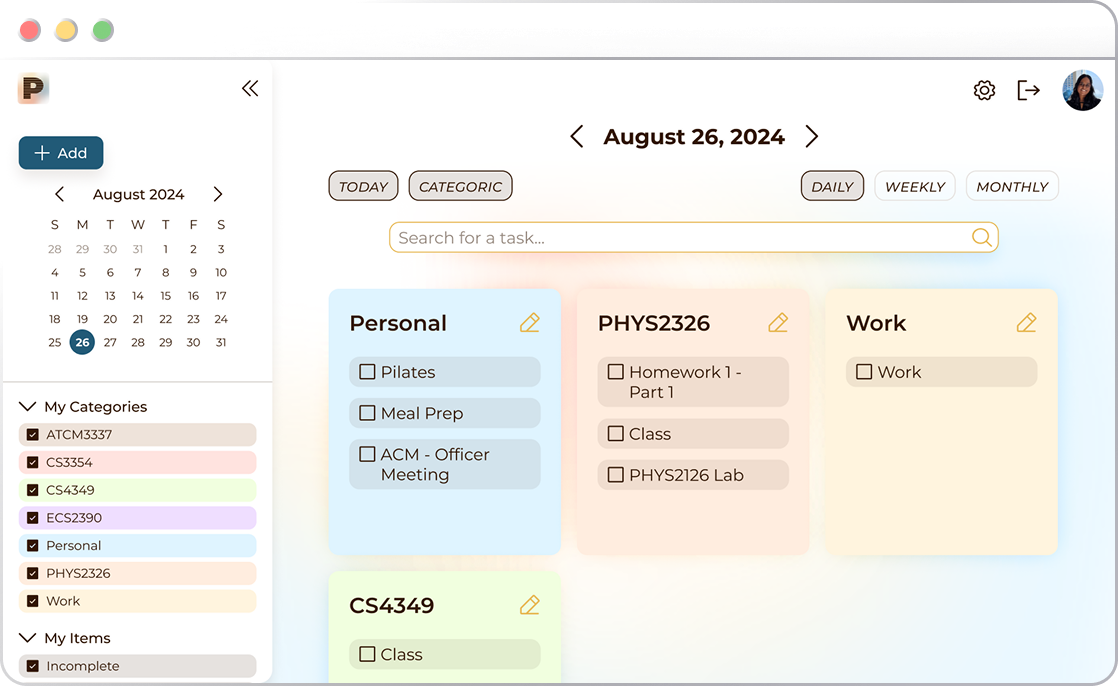 P
+ Add
August 2024
S M T W T F S
28 29 30 31 1 2 3
4 5 6 7 8 9 10
11 12 13 14 15 16 17
18 19 20 21 22 23 24
25 26 27 28 29 30 31
My Categories
ATCM3337
CS3354
CS4349
ECS2390
Personal
PHYS2326
Work
My Items
Incomplete
August 26, 2024
TODAY CATEGORIC DAILY WEEKLY MONTHLY
Search for a task...
Personal
Pilates
Meal Prep
ACM - Officer
Meeting
PHYS2326
Homework 1 -
Part 1
Class
PHYS2126 Lab
Work
Work
CS4349
Class